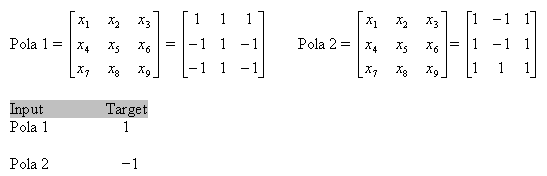 Pola 1 = [x₁ x₂ x₃] = [1 1 1] Pola 2 = [x₁ x₂ x₃] = [1 −1 1]
[x₄ x₅ x₆] [−1 1 −1] [x₄ x₅ x₆] [1 −1 1]
[x₇ x₈ x₉] [−1 1 −1] [x₇ x₈ x₉] [1 1 1]
Input Target
Pola 1 1
Pola 2 −1